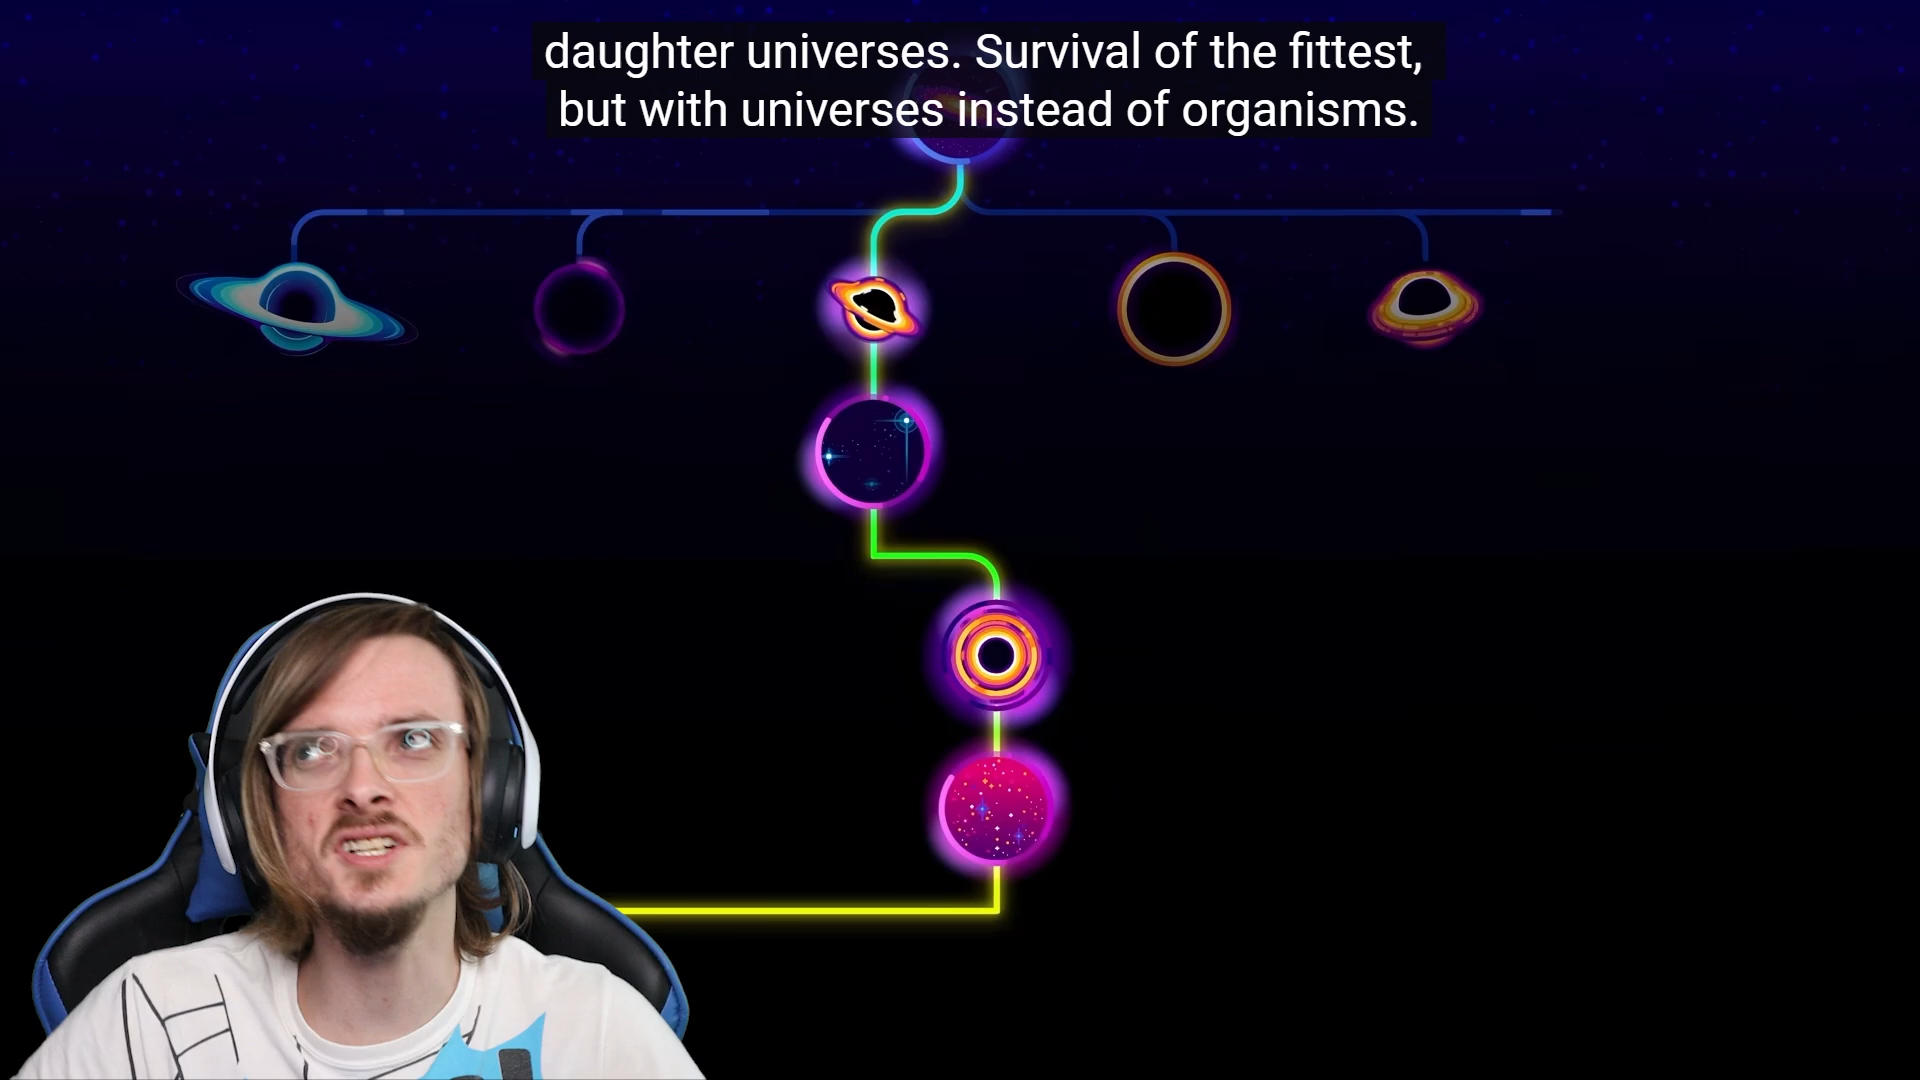 daughter universes. Survival of the fittest,
but with universes instead of organisms.